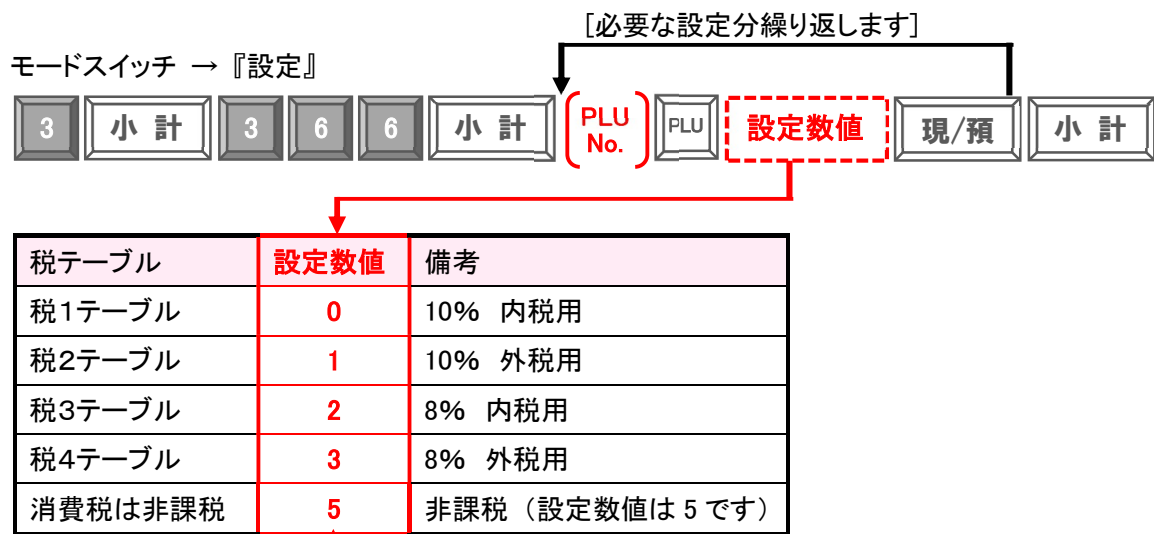 [必要な設定分繰り返します]
モードスイッチ → 『設定』
3 小 計 3 6 6 小 計 PLU No. PLU 設定数値 現/預 小 計
税テーブル 設定数値 備考
税1テーブル 0 10% 内税用
税2テーブル 1 10% 外税用
税3テーブル 2 8% 内税用
税4テーブル 3 8% 外税用
消費税は非課税 5 非課税 (設定数値は 5 です)